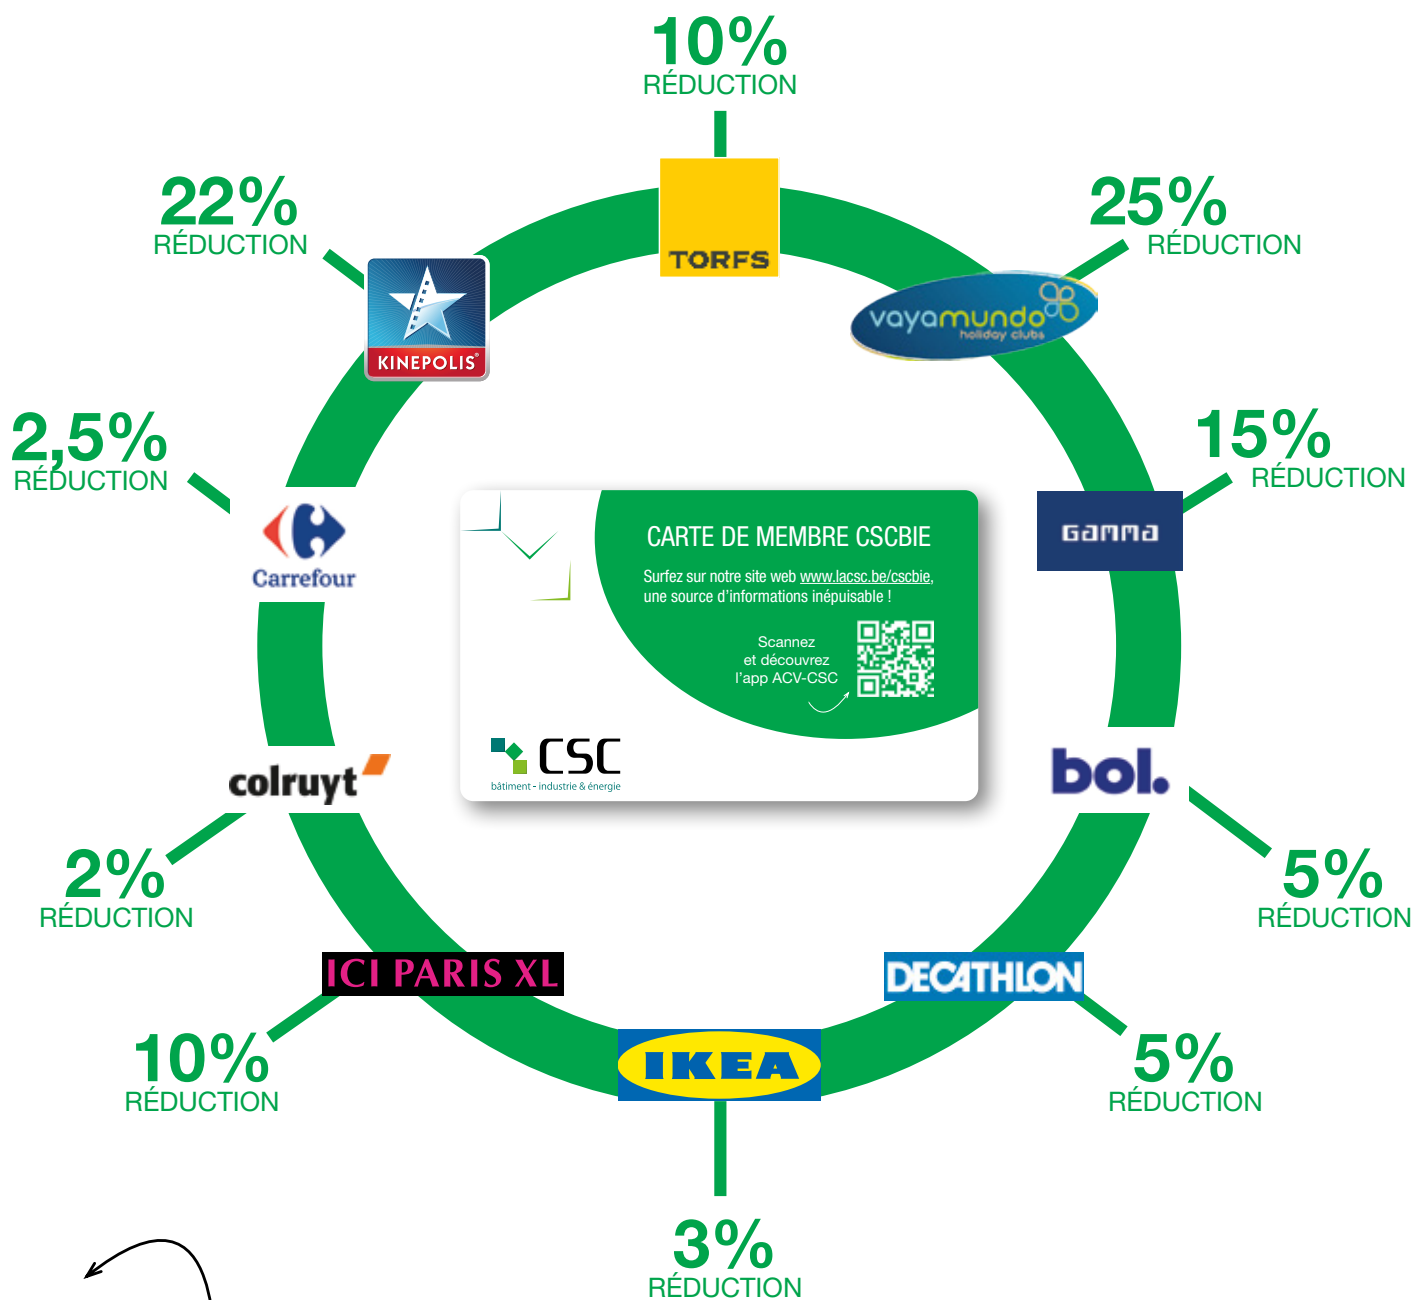 10%
RÉDUCTION
TORFS
22%
RÉDUCTION
KINEPOLIS®
25%
RÉDUCTION
vayamundo
holiday clubs
2,5%
RÉDUCTION
Carrefour
15%
RÉDUCTION
GAMMA
CARTE DE MEMBRE CSCBIE
Surfez sur notre site web www.lacsc.be/cscbie,
une source d'informations inépuisable !
Scannez
et découvrez
l'app ACV-CSC
CSC
bâtiment - industrie & énergie
colruyt
2%
RÉDUCTION
bol.
5%
RÉDUCTION
ICI PARIS XL
10%
RÉDUCTION
DECATHLON
5%
RÉDUCTION
IKEA
3%
RÉDUCTION